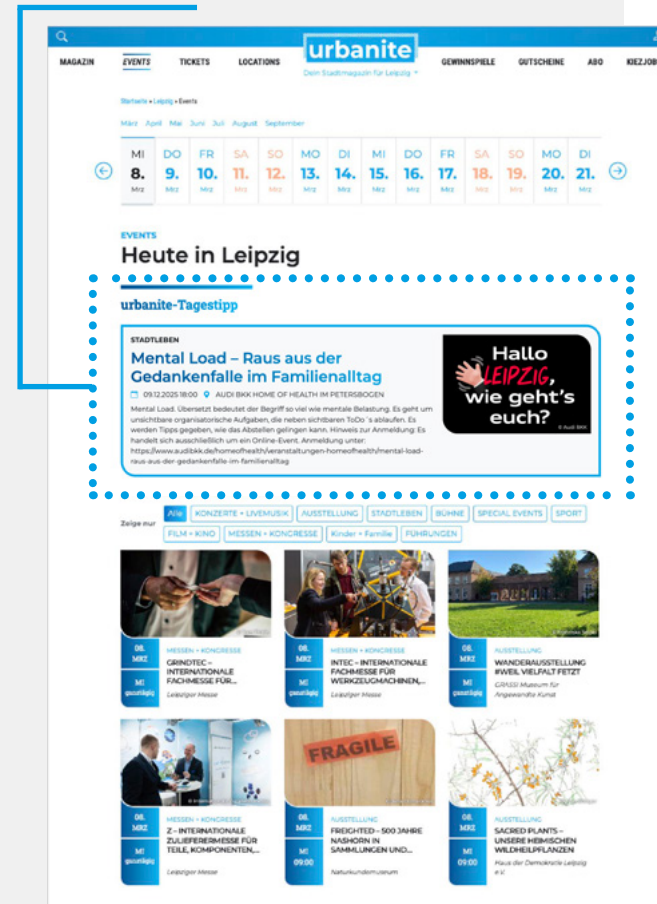 urbanite
MAGAZIN EVENTS TICKETS LOCATIONS GEWINNSPIELE GUTSCHEINE ABO KIEZJOB
Dein Stadtmagazin für Leipzig
Startseite » Leipzig » Events
März April Mai Juni Juli August September
MI DO FR SA SO MO DI MI DO FR SA SO MO DI
8. 9. 10. 11. 12. 13. 14. 15. 16. 17. 18. 19. 20. 21.
Mrz Mrz Mrz Mrz Mrz Mrz Mrz Mrz Mrz Mrz Mrz Mrz Mrz Mrz
EVENTS
Heute in Leipzig
urbanite-Tagestipp
STADTLEBEN
Mental Load – Raus aus der
Gedankenfalle im Familienalltag
09.12.2025 18:00 AUDI BKK HOME OF HEALTH IM PETERSBOGEN
Mental Load. Übersetzt bedeutet der Begriff so viel wie mentale Belastung. Es geht um
unsichtbare organisatorische Aufgaben, die neben sichtbaren ToDo´s ablaufen. Es
werden Tipps gegeben, wie das Abstellen gelingen kann. Hinweis zur Anmeldung: Es
handelt sich ausschließlich um ein Online-Event. Anmeldung unter:
https://www.audibkk.de/homeofhealth/veranstaltungen-homeofhealth/mental-load-
raus-aus-der-gedankenfalle-im-familienalltag
Hallo
LEIPZIG,
wie geht's
euch?
© Audi BKK
Zeige nur
Alle KONZERTE + LIVEMUSIK AUSSTELLUNG STADTLEBEN BÜHNE SPECIAL EVENTS SPORT
FILM + KINO MESSEN + KONGRESSE Kinder + Familie FÜHRUNGEN
08. MRZ
MI ganztägig
MESSEN + KONGRESSE
GRINDTEC –
INTERNATIONALE
FACHMESSE FÜR...
Leipziger Messe
08. MRZ
MI ganztägig
MESSEN + KONGRESSE
INTEC – INTERNATIONALE
FACHMESSE FÜR
WERKZEUGMACHINEN,...
Leipziger Messe
08. MRZ
MI ganztägig
AUSSTELLUNG
WANDERAUSSTELLUNG
#WEIL VIELFALT FETZT
GRASSI Museum für
Angewandte Kunst
08. MRZ
MI ganztägig
MESSEN + KONGRESSE
Z – INTERNATIONALE
ZULIEFERERMESSE FÜR
TEILE, KOMPONENTEN,...
Leipziger Messe
FRAGILE
08. MRZ
MI 09:00
AUSSTELLUNG
FREIGHTED – 500 JAHRE
NASHORN IN
SAMMLUNGEN UND...
Naturkundemuseum
08. MRZ
MI 09:00
AUSSTELLUNG
SACRED PLANTS –
UNSERE HEIMISCHEN
WILDHEILPFLANZEN
Haus der Demokratie Leipzig
e.V.